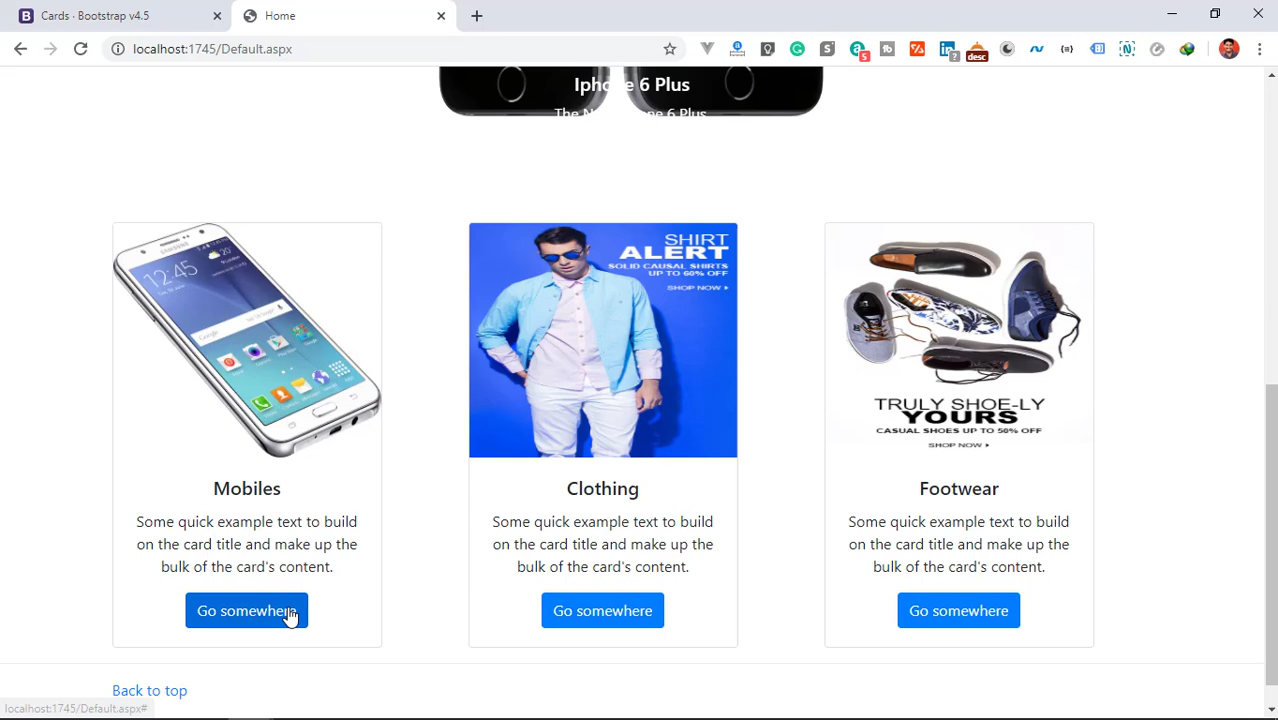 Cards · Bootstrap v4.5
Home
localhost:1745/Default.aspx
desc
Iphone 6 Plus
12:45
Google
SHIRT
ALERT
SOLID CAUSAL SHIRTS
UP TO 60% OFF
SHOP NOW
TRULY SHOE-LY
YOURS
CASUAL SHOES UP TO 50% OFF
SHOP NOW
Mobiles
Some quick example text to build
on the card title and make up the
bulk of the card's content.
Go somewhere
Clothing
Some quick example text to build
on the card title and make up the
bulk of the card's content.
Go somewhere
Footwear
Some quick example text to build
on the card title and make up the
bulk of the card's content.
Go somewhere
Back to top
localhost:1745/Default.aspx#